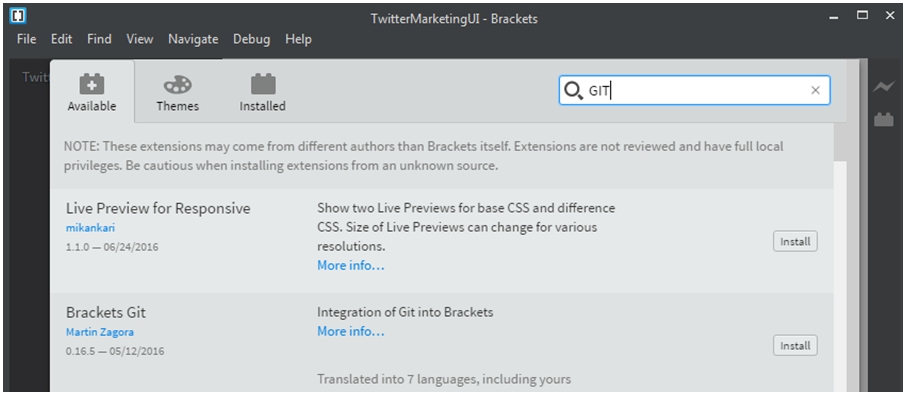 TwitterMarketingUI - Brackets
File Edit Find View Navigate Debug Help
Twitt
Available Themes Installed
GIT
NOTE: These extensions may come from different authors than Brackets itself. Extensions are not reviewed and have full local
privileges. Be cautious when installing extensions from an unknown source.
Live Preview for Responsive
mikankari
1.1.0 — 06/24/2016
Show two Live Previews for base CSS and difference
CSS. Size of Live Previews can change for various
resolutions.
More info...
Install
Brackets Git
Martin Zagora
0.16.5 — 05/12/2016
Integration of Git into Brackets
More info...
Install
Translated into 7 languages, including yours